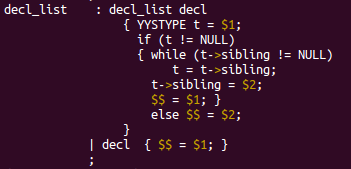 decl_list    : decl_list decl
                 { YYSTYPE t = $1;
                   if (t != NULL)
                   { while (t->sibling != NULL)
                        t = t->sibling;
                     t->sibling = $2;
                     $$ = $1; }
                     else $$ = $2;
                 }
            | decl  { $$ = $1; }
            ;